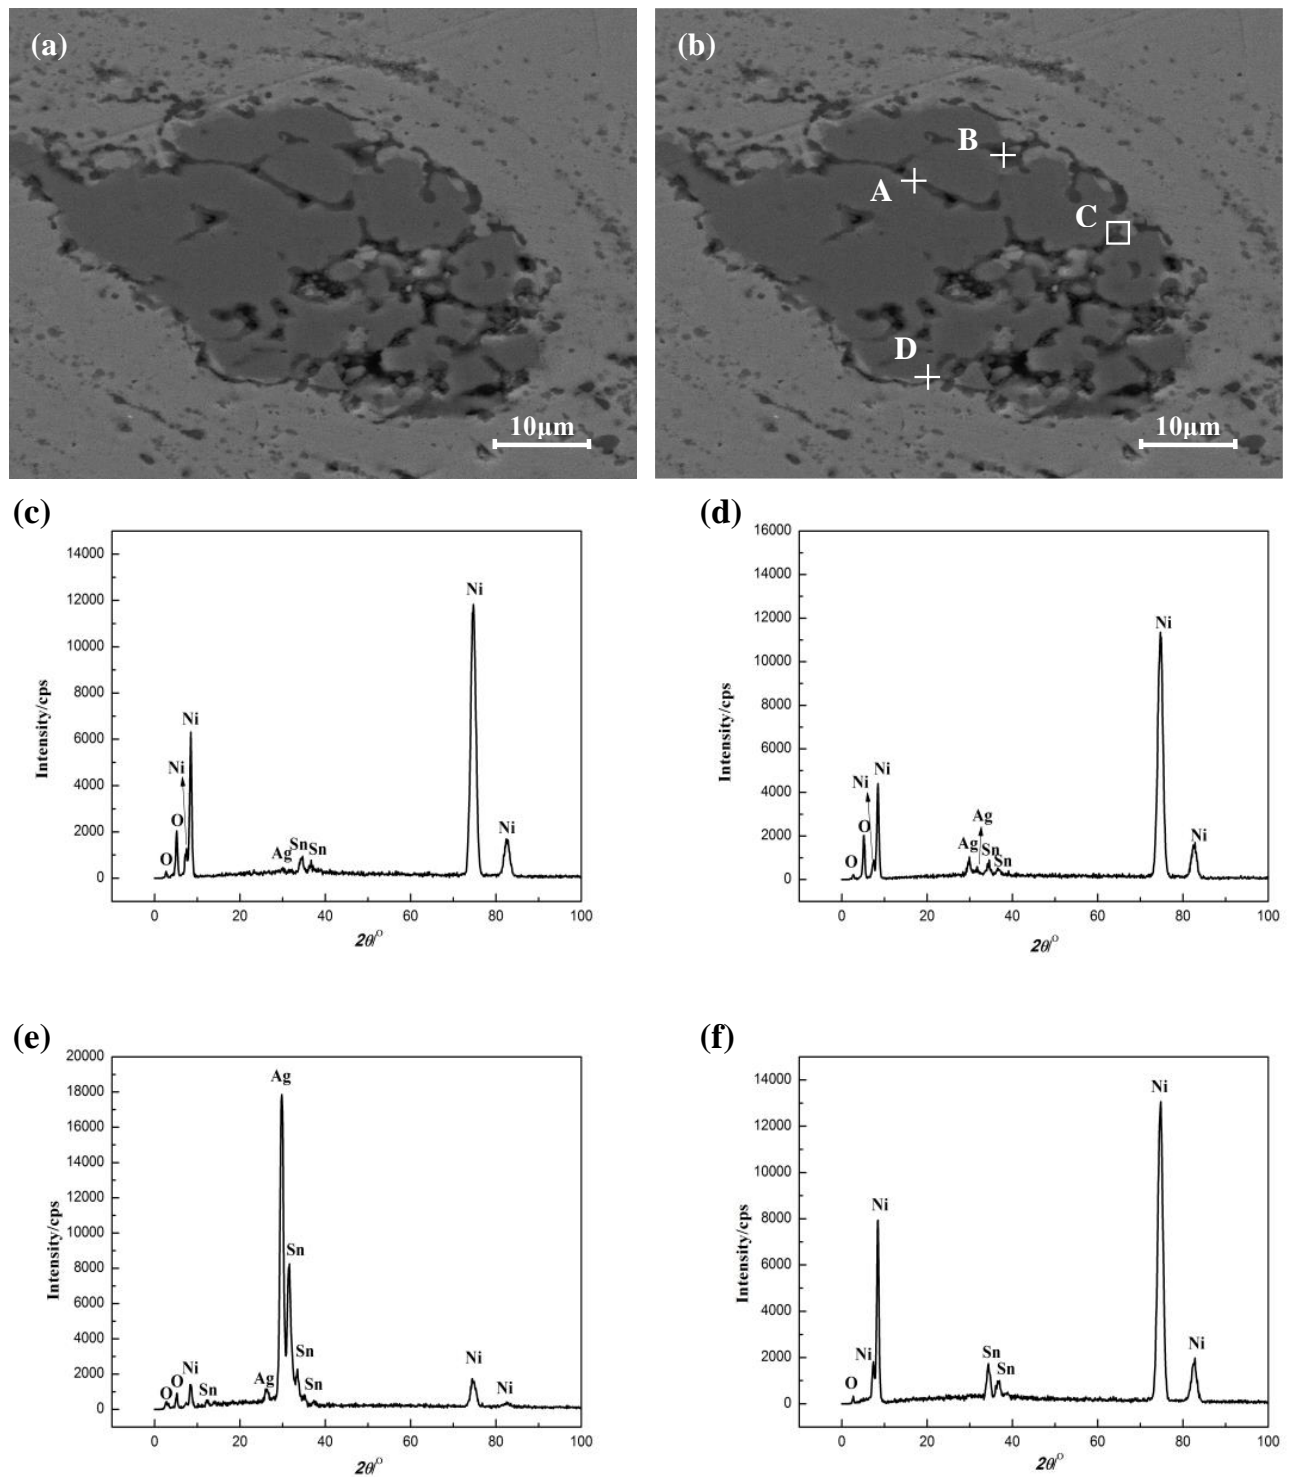 (a)
10μm
(b)
A
B
C
D
10μm
(c)
14000
12000
10000
8000
6000
4000
2000
0
Intensity/cps
Ni
Ni
Ni
O
O
Ag
Sn
Sn
Ni
0 20 40 60 80 100
2θ/°
(d)
16000
14000
12000
10000
8000
6000
4000
2000
0
Intensity/cps
Ni
Ni
Ni
O
O
Ag
Ag
Sn
Sn
Ni
0 20 40 60 80 100
2θ/°
(e)
20000
18000
16000
14000
12000
10000
8000
6000
4000
2000
0
Intensity/cps
Ag
Sn
Sn
Sn
Ag
Sn
Ni
O
O
Ni
Ni
0 20 40 60 80 100
2θ/°
(f)
14000
12000
10000
8000
6000
4000
2000
0
Intensity/cps
Ni
Ni
Ni
O
Sn
Sn
Ni
0 20 40 60 80 100
2θ/°